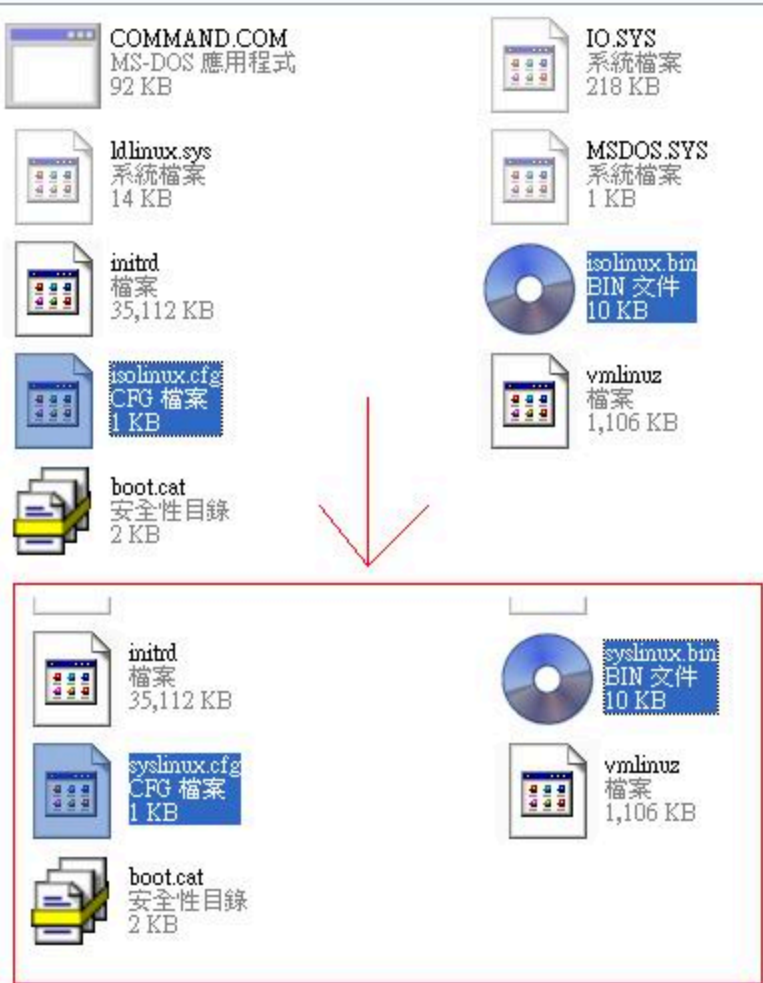 COMMAND.COM
MS-DOS 應用程式
92 KB
IO.SYS
系統檔案
218 KB
ldlinux.sys
系統檔案
14 KB
MSDOS.SYS
系統檔案
1 KB
initrd
檔案
35,112 KB
isolinux.bin
BIN 文件
10 KB
isolinux.cfg
CFG 檔案
1 KB
vmlinuz
檔案
1,106 KB
boot.cat
安全性目錄
2 KB
initrd
檔案
35,112 KB
syslinux.bin
BIN 文件
10 KB
syslinux.cfg
CFG 檔案
1 KB
vmlinuz
檔案
1,106 KB
boot.cat
安全性目錄
2 KB